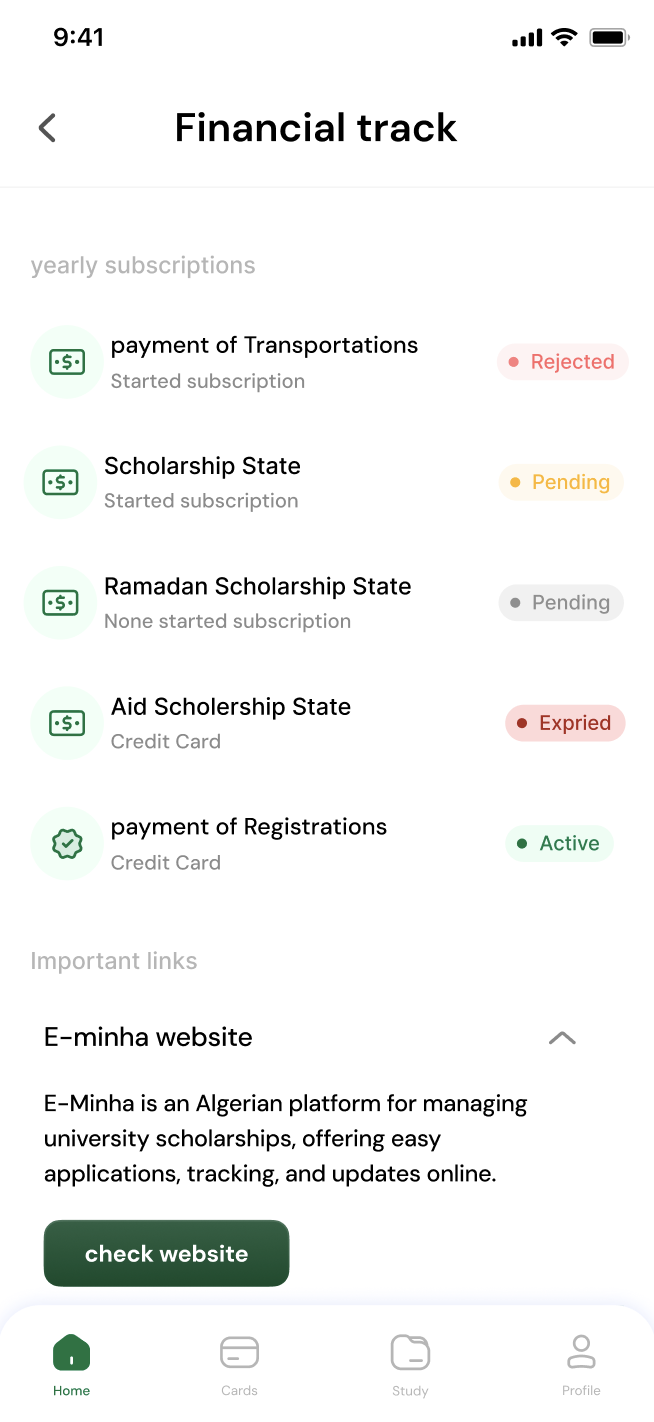 9:41
Financial track
yearly subscriptions
payment of Transportations
Started subscription
Rejected
Scholarship State
Started subscription
Pending
Ramadan Scholarship State
None started subscription
Pending
Aid Scholership State
Credit Card
Expried
payment of Registrations
Credit Card
Active
Important links
E-minha website
E-Minha is an Algerian platform for managing
university scholarships, offering easy
applications, tracking, and updates online.
check website
Home
Cards
Study
Profile